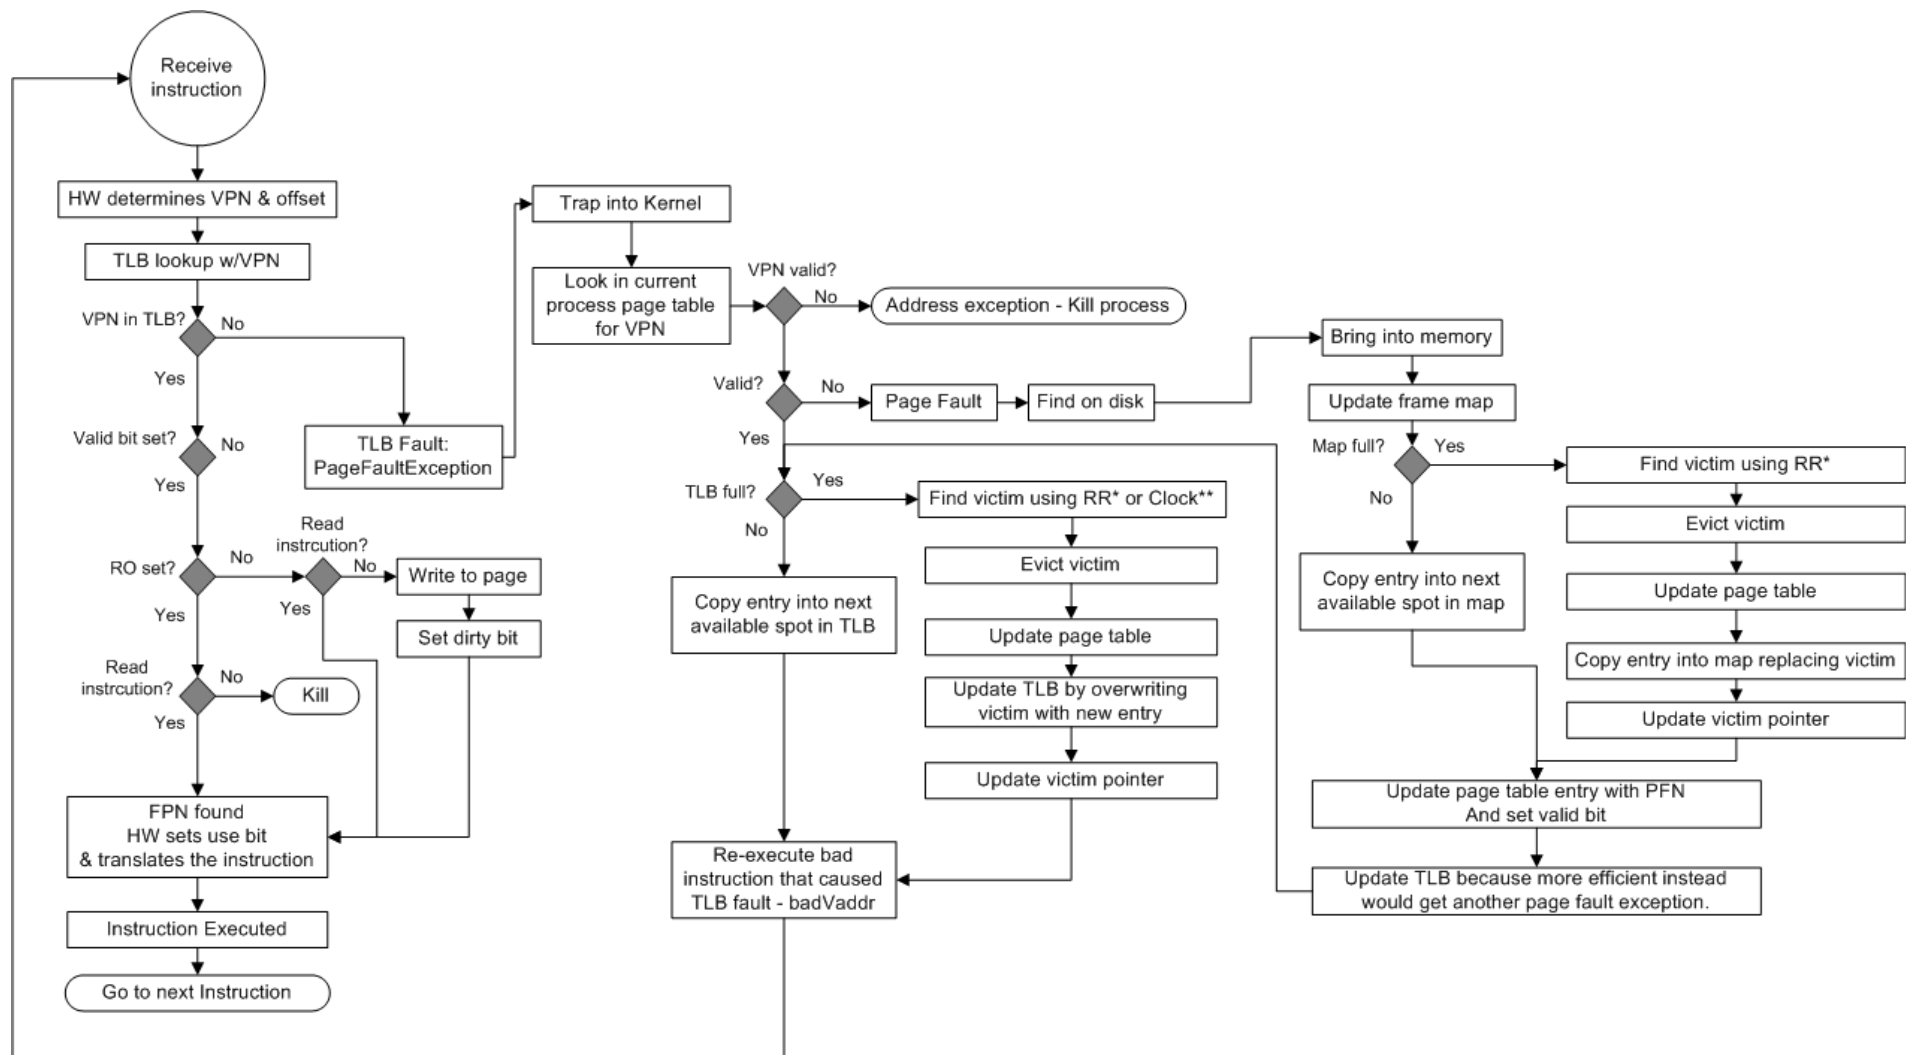 Receive
instruction
HW determines VPN & offset
TLB lookup w/VPN
VPN in TLB?
No
Yes
Valid bit set?
No
Yes
TLB Fault:
PageFaultException
RO set?
No
Read
instrcution?
No
Write to page
Yes
Yes
Set dirty bit
Read
instrcution?
No
Kill
Yes
FPN found
HW sets use bit
& translates the instruction
Instruction Executed
Go to next Instruction
Trap into Kernel
Look in current
process page table
for VPN
VPN valid?
No
Address exception - Kill process
Valid?
No
Page Fault
Find on disk
Yes
TLB full?
Yes
Find victim using RR* or Clock**
No
Evict victim
Copy entry into next
available spot in TLB
Update page table
Update TLB by overwriting
victim with new entry
Update victim pointer
Re-execute bad
instruction that caused
TLB fault - badVaddr
Bring into memory
Update frame map
Map full?
Yes
Find victim using RR*
No
Evict victim
Copy entry into next
available spot in map
Update page table
Copy entry into map replacing victim
Update victim pointer
Update page table entry with PFN
And set valid bit
Update TLB because more efficient instead
would get another page fault exception.